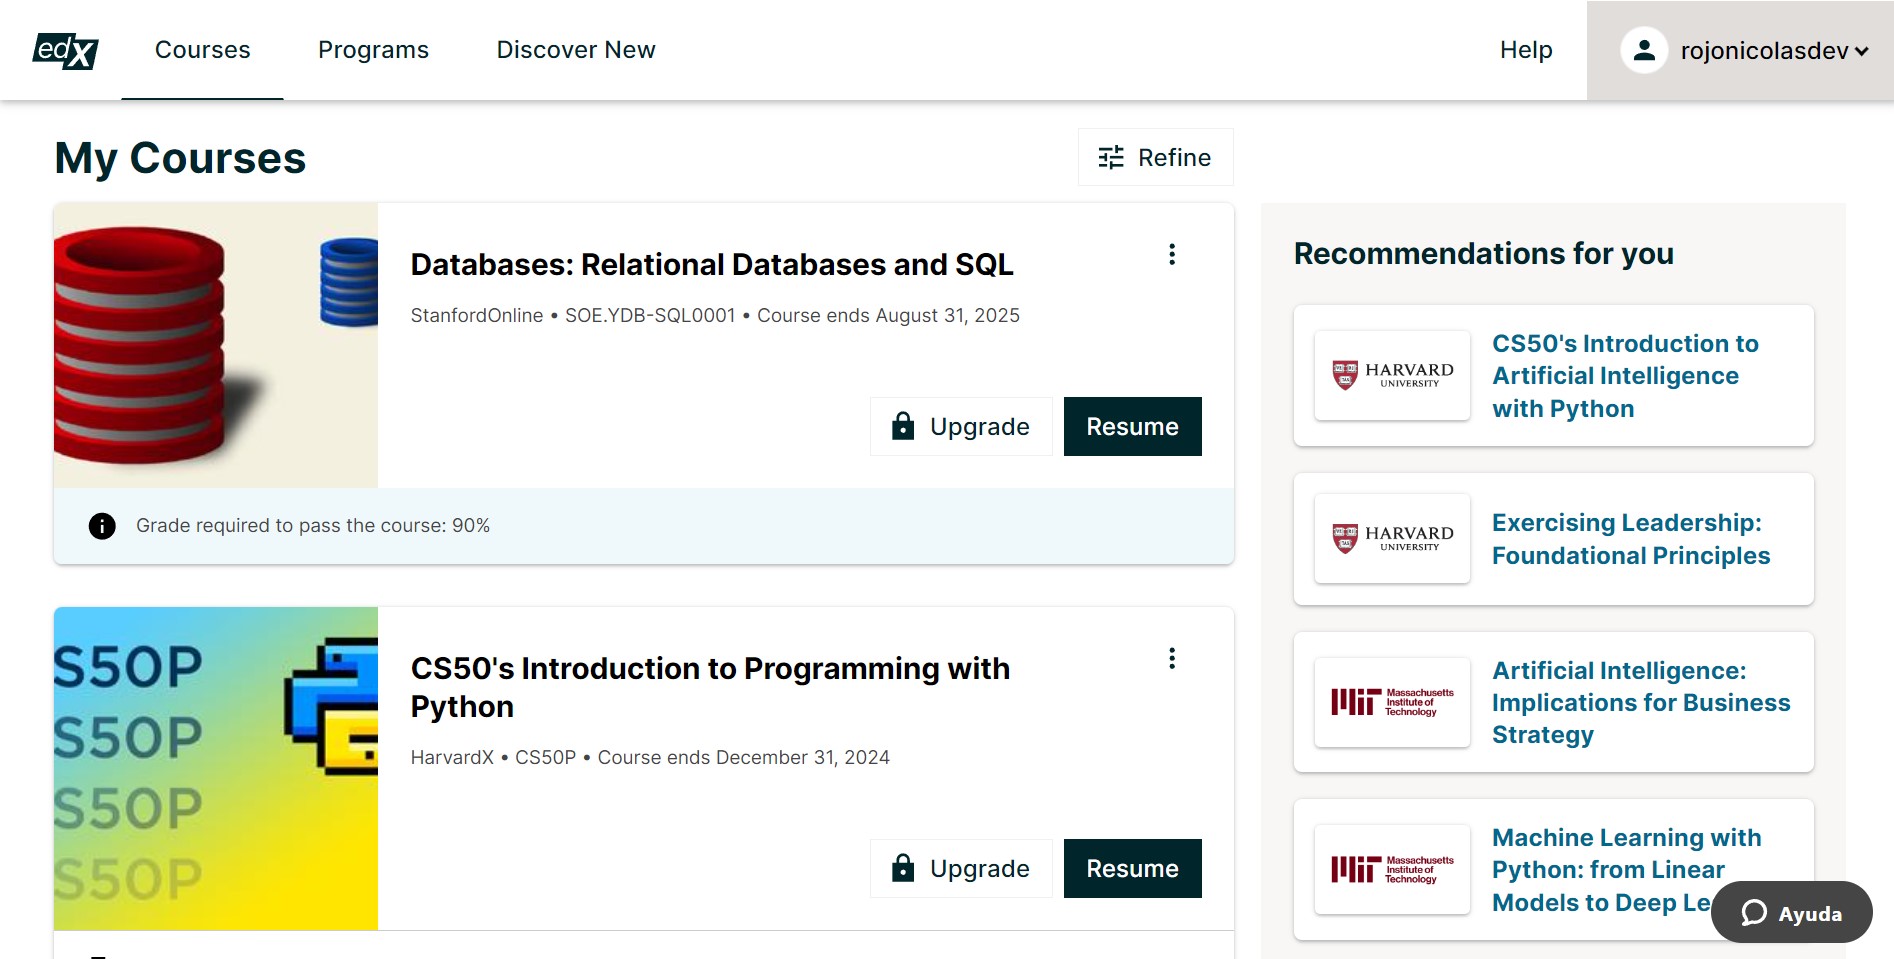 edX
Courses
Programs
Discover New
Help
rojonicolasdev
My Courses
Refine
Databases: Relational Databases and SQL
StanfordOnline • SOE.YDB-SQL0001 • Course ends August 31, 2025
Upgrade
Resume
Grade required to pass the course: 90%
S50P
S50P
S50P
S50P
CS50's Introduction to Programming with
Python
HarvardX • CS50P • Course ends December 31, 2024
Upgrade
Resume
Recommendations for you
HARVARD
UNIVERSITY
CS50's Introduction to
Artificial Intelligence
with Python
HARVARD
UNIVERSITY
Exercising Leadership:
Foundational Principles
Massachusetts
Institute of
Technology
Artificial Intelligence:
Implications for Business
Strategy
Massachusetts
Institute of
Technology
Machine Learning with
Python: from Linear
Models to Deep Le
Ayuda